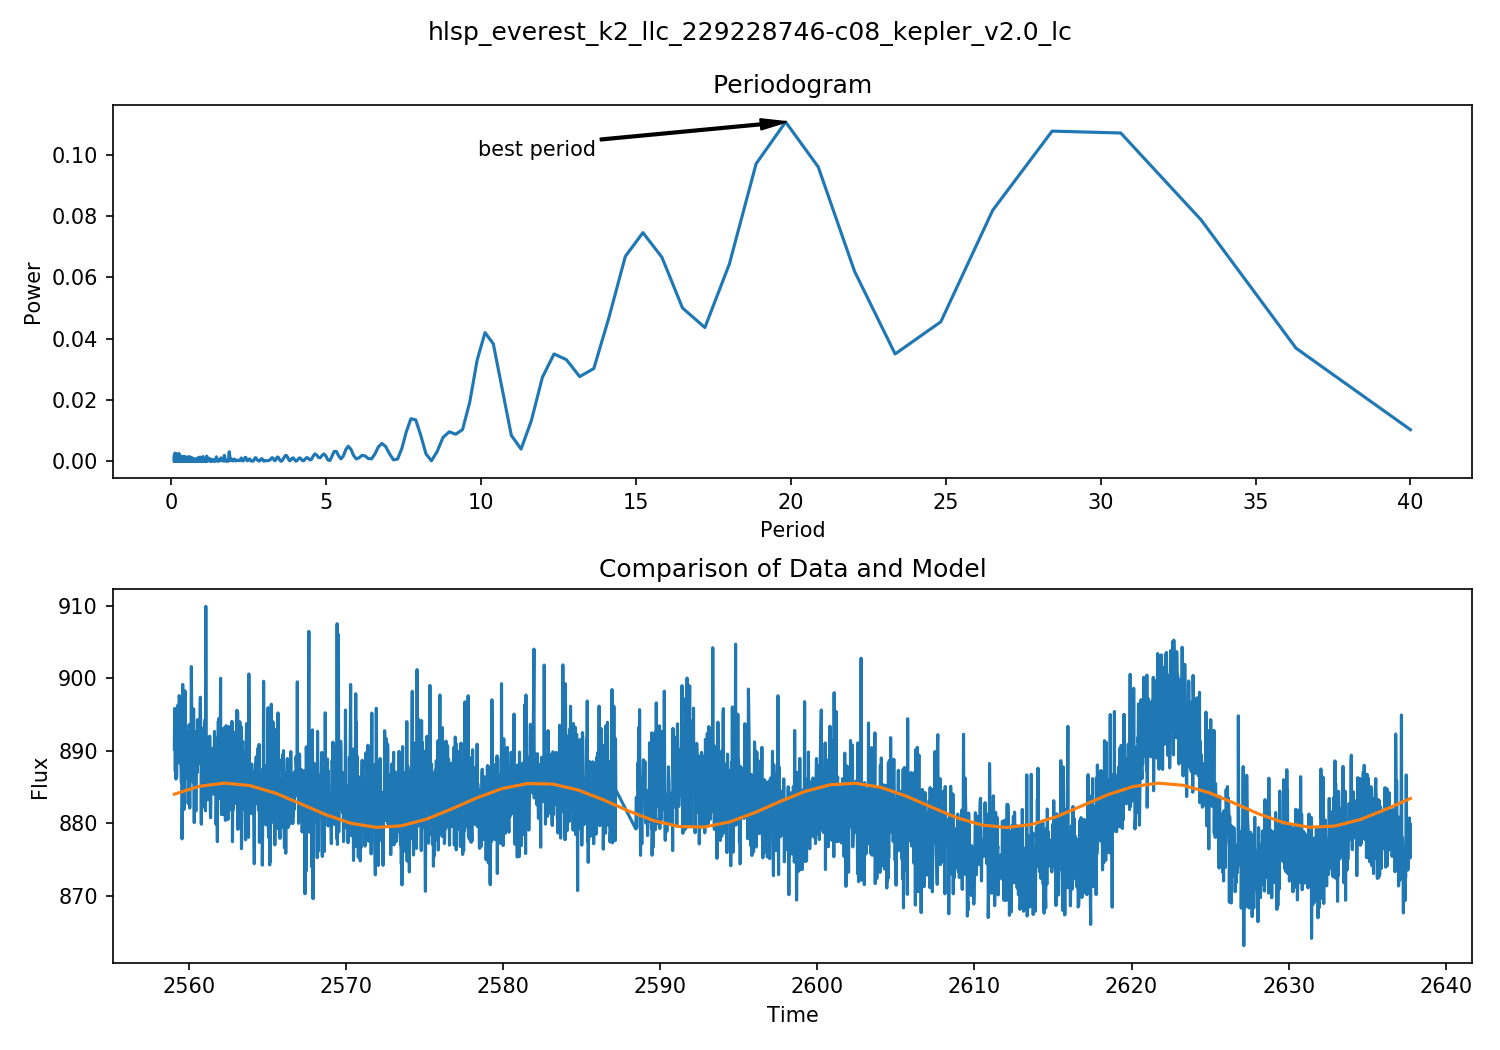 hlsp_everest_k2_llc_229228746-c08_kepler_v2.0_lc
Periodogram
Power
0.10
0.08
0.06
0.04
0.02
0.00
best period
0 5 10 15 20 25 30 35 40
Period
Comparison of Data and Model
Flux
910
900
890
880
870
2560 2570 2580 2590 2600 2610 2620 2630 2640
Time